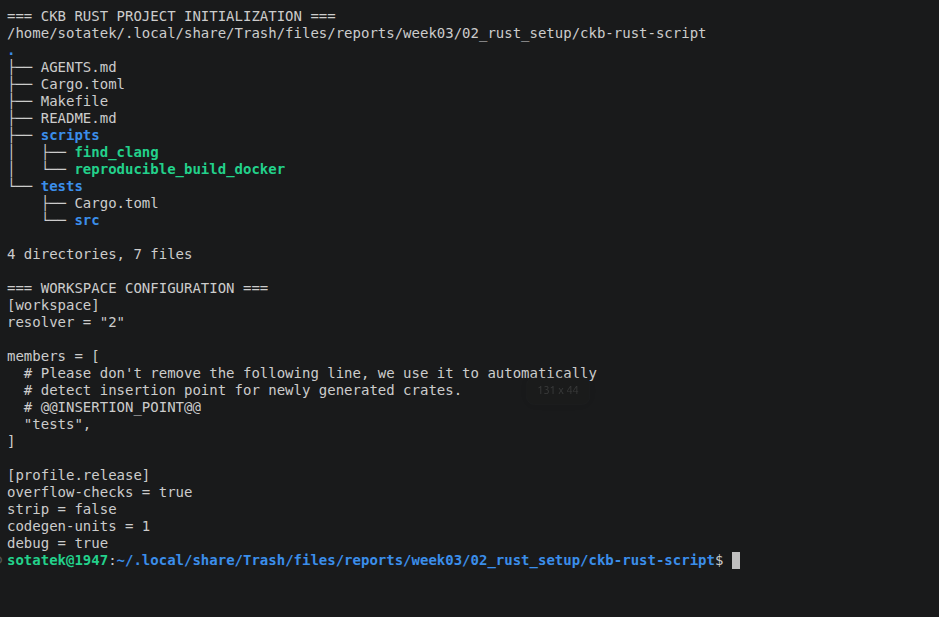 === CKB RUST PROJECT INITIALIZATION ===
/home/sotatek/.local/share/Trash/files/reports/week03/02_rust_setup/ckb-rust-script
.
├── AGENTS.md
├── Cargo.toml
├── Makefile
├── README.md
├── scripts
│   ├── find_clang
│   └── reproducible_build_docker
└── tests
    ├── Cargo.toml
    └── src

4 directories, 7 files

=== WORKSPACE CONFIGURATION ===
[workspace]
resolver = "2"

members = [
  # Please don't remove the following line, we use it to automatically
  # detect insertion point for newly generated crates.
131 x 44
  # @@INSERTION_POINT@@
  "tests",
]

[profile.release]
overflow-checks = true
strip = false
codegen-units = 1
debug = true
sotatek@1947:~/.local/share/Trash/files/reports/week03/02_rust_setup/ckb-rust-script$